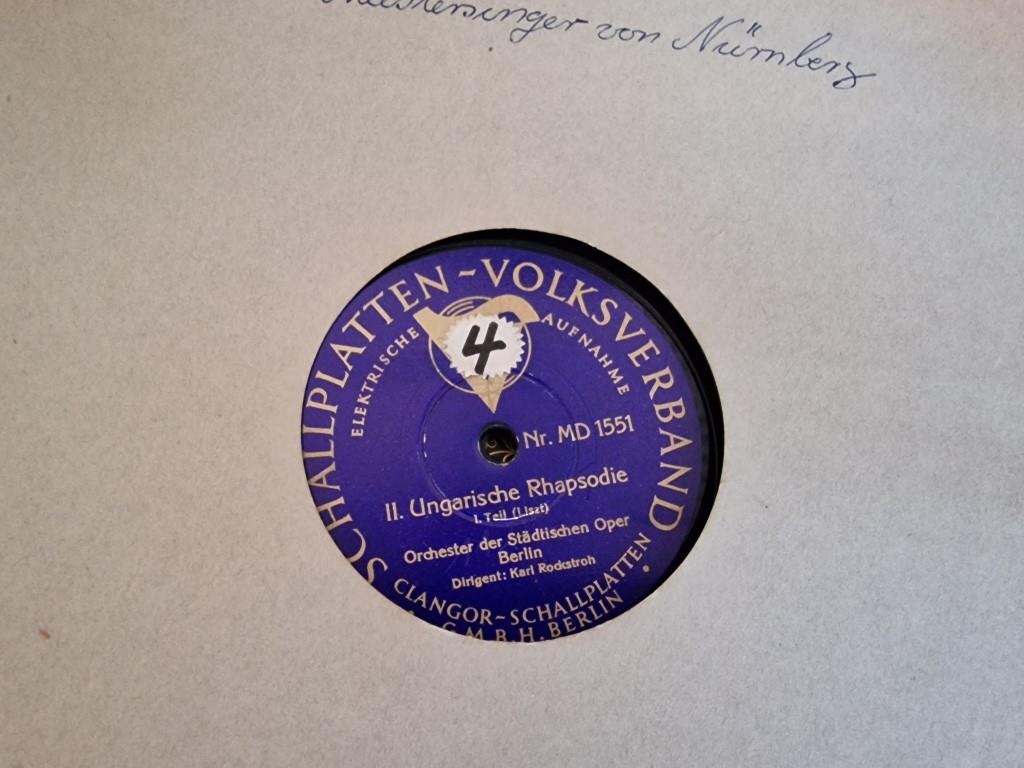 Meistersinger von Nürnberg
SCHALLPLATTEN-VOLKSVERBAND
ELEKTRISCHE AUFNAHME
4
Nr. MD 1551
II. Ungarische Rhapsodie
I. Teil (Liszt)
Orchester der Städtischen Oper
Berlin
Dirigent: Karl Rockstroh
CLANGOR-SCHALLPLATTEN
G.M.B.H. BERLIN